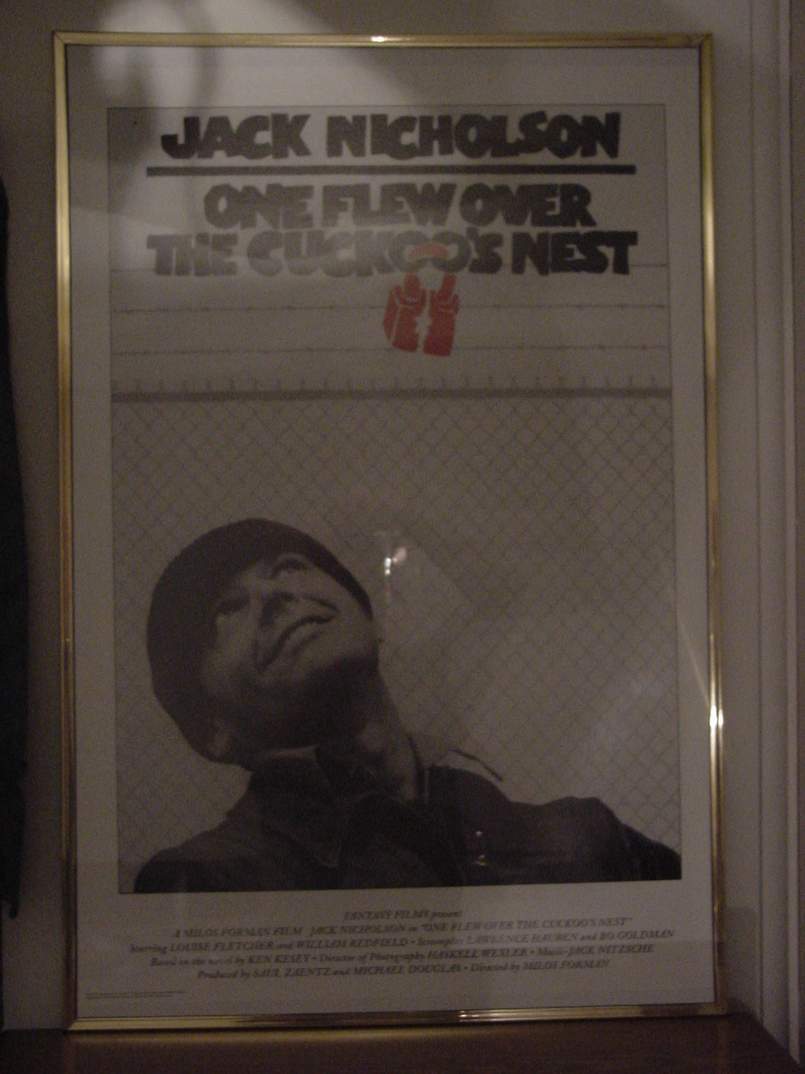 JACK NICHOLSON
ONE FLEW OVER
THE CUCKOO'S NEST
FANTASY FILMS present
A MILOS FORMAN FILM JACK NICHOLSON in "ONE FLEW OVER THE CUCKOO'S NEST"
Starring LOUISE FLETCHER and WILLIAM REDFIELD • Screenplay LAWRENCE HAUBEN and BO GOLDMAN
Based on the novel by KEN KESEY • Director of Photography HASKELL WEXLER • Music-JACK NITZSCHE
Produced by SAUL ZAENTZ and MICHAEL DOUGLAS • Directed by MILOS FORMAN